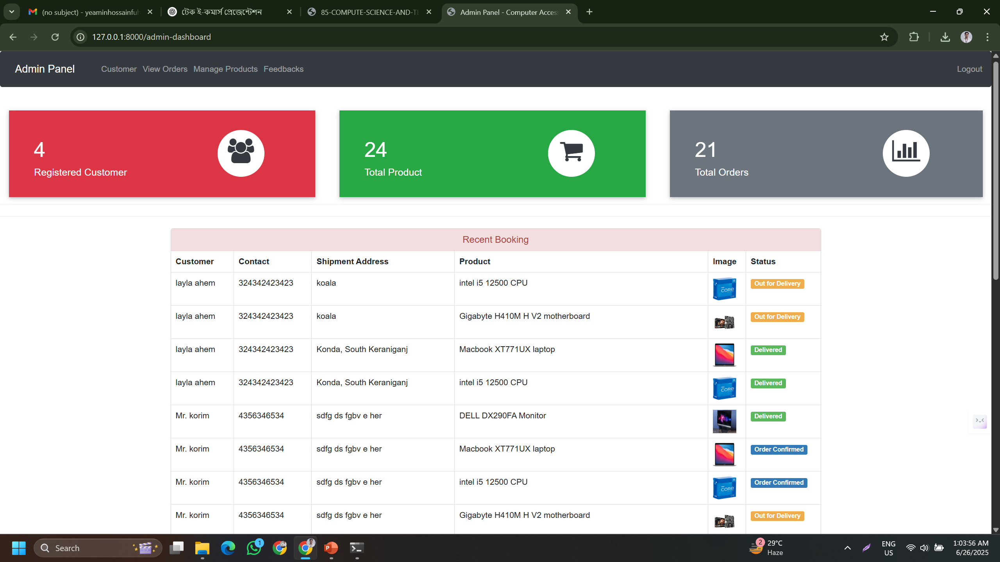 (no subject) - yeaminhossainfuh
টেক ই-কমার্স প্রেজেন্টেশন
85-COMPUTE-SCIENCE-AND-TE
Admin Panel - Computer Acces
127.0.0.1:8000/admin-dashboard
Admin Panel Customer View Orders Manage Products Feedbacks Logout
4
Registered Customer
24
Total Product
21
Total Orders
Recent Booking
Customer Contact Shipment Address Product Image Status
layla ahem 324342423423 koala intel i5 12500 CPU CORE Out for Delivery
layla ahem 324342423423 koala Gigabyte H410M H V2 motherboard Out for Delivery
layla ahem 324342423423 Konda, South Keraniganj Macbook XT771UX laptop Delivered
layla ahem 324342423423 Konda, South Keraniganj intel i5 12500 CPU CORE Delivered
Mr. korim 4356346534 sdfg ds fgbv e her DELL DX290FA Monitor Delivered
Mr. korim 4356346534 sdfg ds fgbv e her Macbook XT771UX laptop Order Confirmed
Mr. korim 4356346534 sdfg ds fgbv e her intel i5 12500 CPU CORE Order Confirmed
Mr. korim 4356346534 sdfg ds fgbv e her Gigabyte H410M H V2 motherboard Out for Delivery
Search
1
P
2
29°C
Haze
ENG
US
1:03:56 AM
6/26/2025